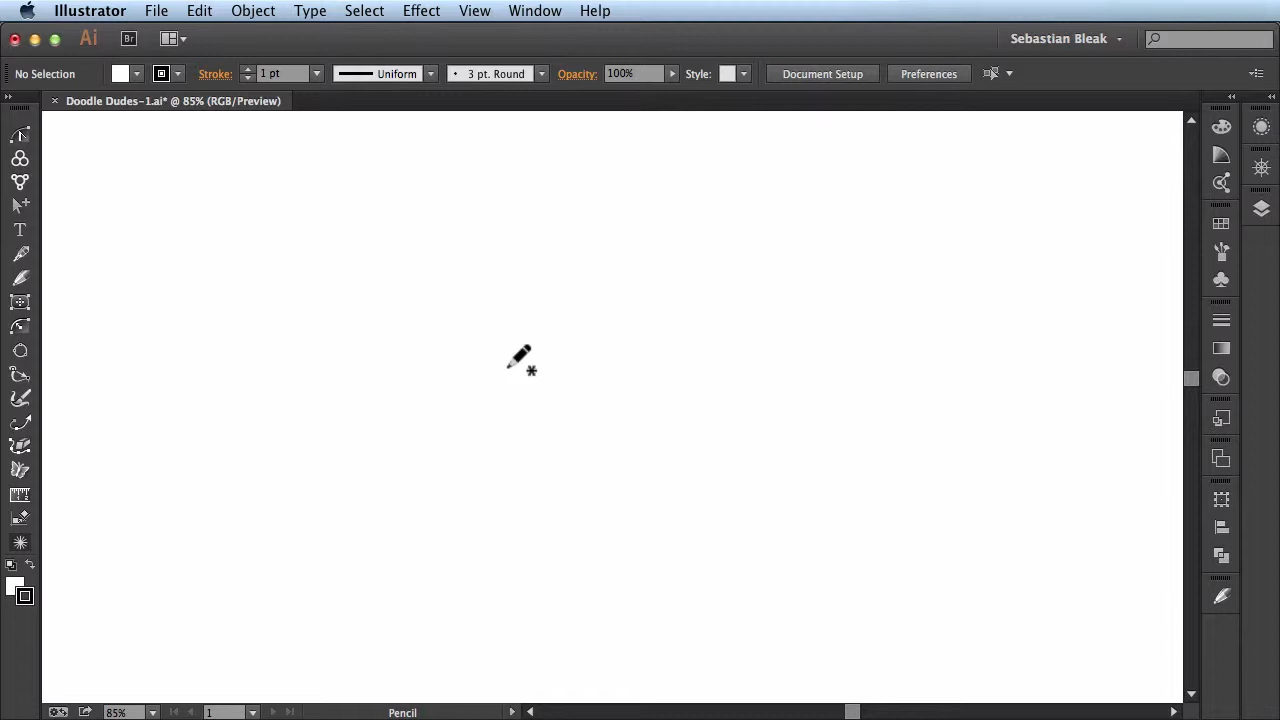 Illustrator File Edit Object Type Select Effect View Window Help
Ai Br Sebastian Bleak
No Selection Stroke: 1 pt Uniform 3 pt. Round Opacity: 100% Style: Document Setup Preferences
Doodle Dudes-1.ai* @ 85% (RGB/Preview)
T
85% 1 Pencil